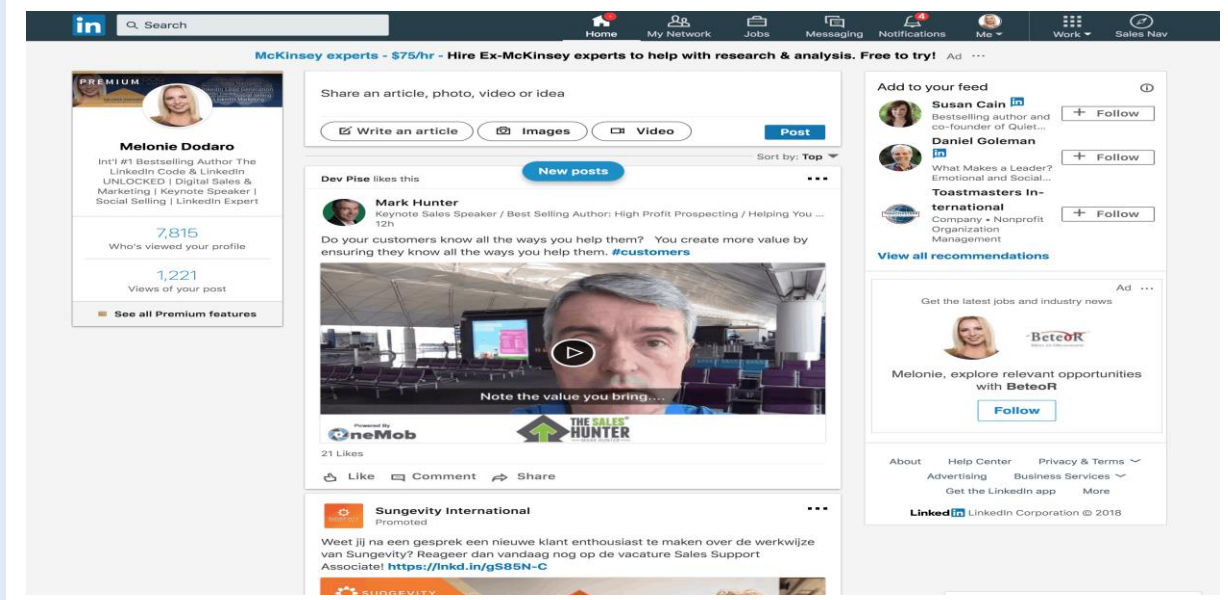 in Search
Home My Network Jobs Messaging 4 Notifications Me Work Sales Nav
McKinsey experts - $75/hr - Hire Ex-McKinsey experts to help with research & analysis. Free to try! Ad
PREMIUM
Melonie Dodaro
Int'l #1 Bestselling Author The
LinkedIn Code & LinkedIn
UNLOCKED | Digital Sales &
Marketing | Keynote Speaker |
Social Selling | LinkedIn Expert
7,815
Who's viewed your profile
1,221
Views of your post
See all Premium features
Share an article, photo, video or idea
Write an article Images Video Post
Sort by: Top
New posts
Dev Pise likes this
Mark Hunter
Keynote Sales Speaker / Best Selling Author: High Profit Prospecting / Helping You ...
12h
Do your customers know all the ways you help them? You create more value by
ensuring they know all the ways you help them. #customers
Note the value you bring....
Powered By
OneMob
THE SALES
HUNTER
MARK HUNTER
21 Likes
Like Comment Share
Sungevity International
Promoted
Weet jij na een gesprek een nieuwe klant enthousiast te maken over de werkwijze
van Sungevity? Reageer dan vandaag nog op de vacature Sales Support
Associate! https://lnkd.in/gS85N-C
SUNGEVITY
Add to your feed
Susan Cain in
Bestselling author and
co-founder of Quiet...
+ Follow
Daniel Goleman
in
What Makes a Leader?
Emotional and Social...
+ Follow
Toastmasters In-
ternational
Company • Nonprofit
Organization
Management
+ Follow
View all recommendations
Ad
Get the latest jobs and industry news
BeteoR
Melonie, explore relevant opportunities
with BeteoR
Follow
About Help Center Privacy & Terms
Advertising Business Services
Get the LinkedIn app More
Linked in LinkedIn Corporation © 2018